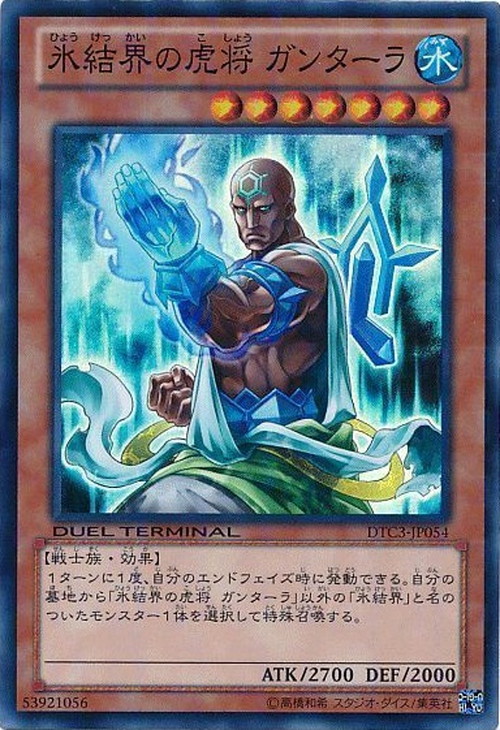 ひょう けっ かい こ しょう
氷結界の虎将 ガンターラ
水
DUEL TERMINAL
DTC3-JP054
【戦士族・効果】
1ターンに1度、自分のエンドフェイズ時に発動できる。自分の
墓地から「氷結界の虎将 ガンターラ」以外の「氷結界」と名の
ついたモンスター1体を選択して特殊召喚する。
ATK/2700 DEF/2000
53921056
©高橋和希 スタジオ・ダイス/集英社